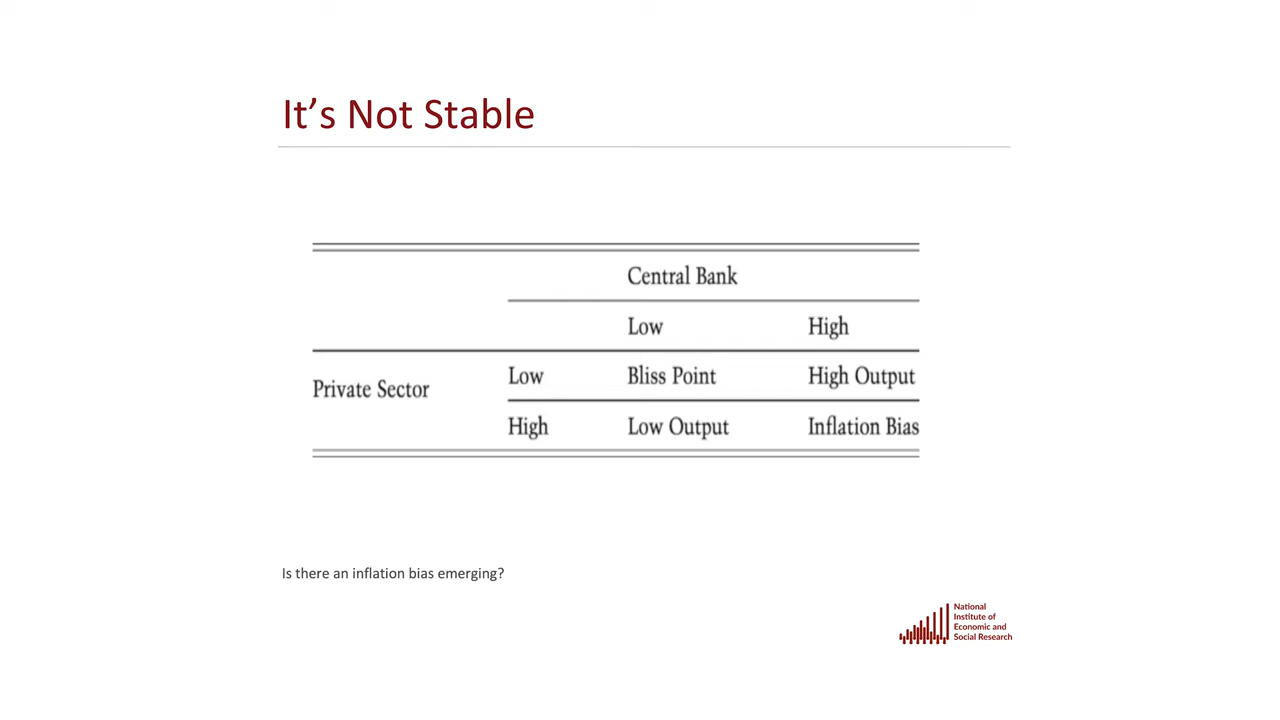 It’s Not Stable
Central Bank
Low High
Private Sector
Low Bliss Point High Output
High Low Output Inflation Bias
Is there an inflation bias emerging?
National
Institute of
Economic and
Social Research